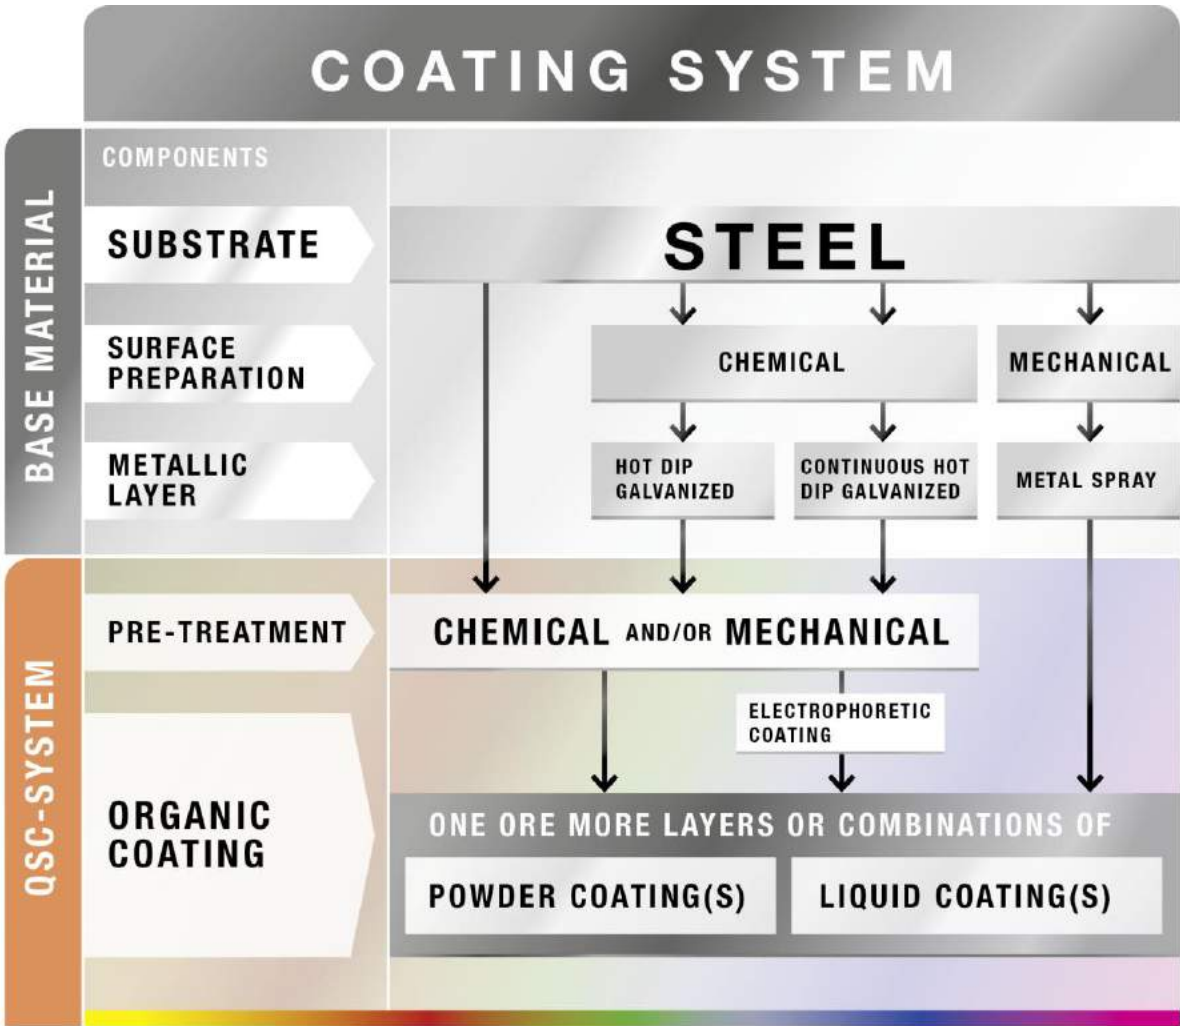 COATING SYSTEM
BASE MATERIAL
COMPONENTS
SUBSTRATE
STEEL
SURFACE
PREPARATION
CHEMICAL
MECHANICAL
METALLIC
LAYER
HOT DIP
GALVANIZED
CONTINUOUS HOT
DIP GALVANIZED
METAL SPRAY
QSC-SYSTEM
PRE-TREATMENT
CHEMICAL AND/OR MECHANICAL
ELECTROPHORETIC
COATING
ORGANIC
COATING
ONE ORE MORE LAYERS OR COMBINATIONS OF
POWDER COATING(S)
LIQUID COATING(S)